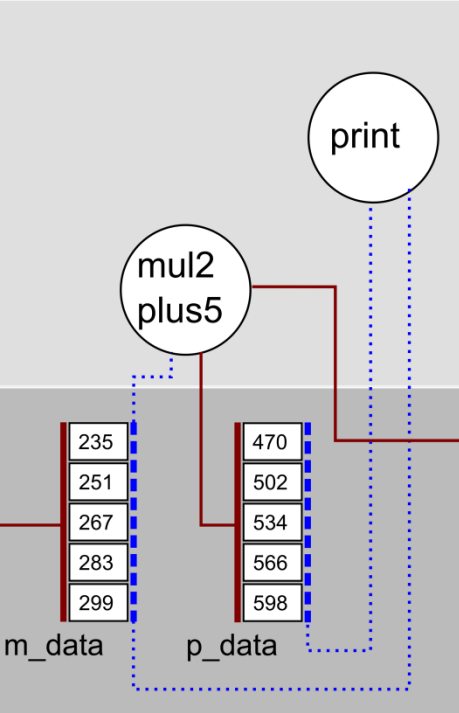 print
mul2
plus5
235 470
251 502
267 534
283 566
299 598
m_data p_data